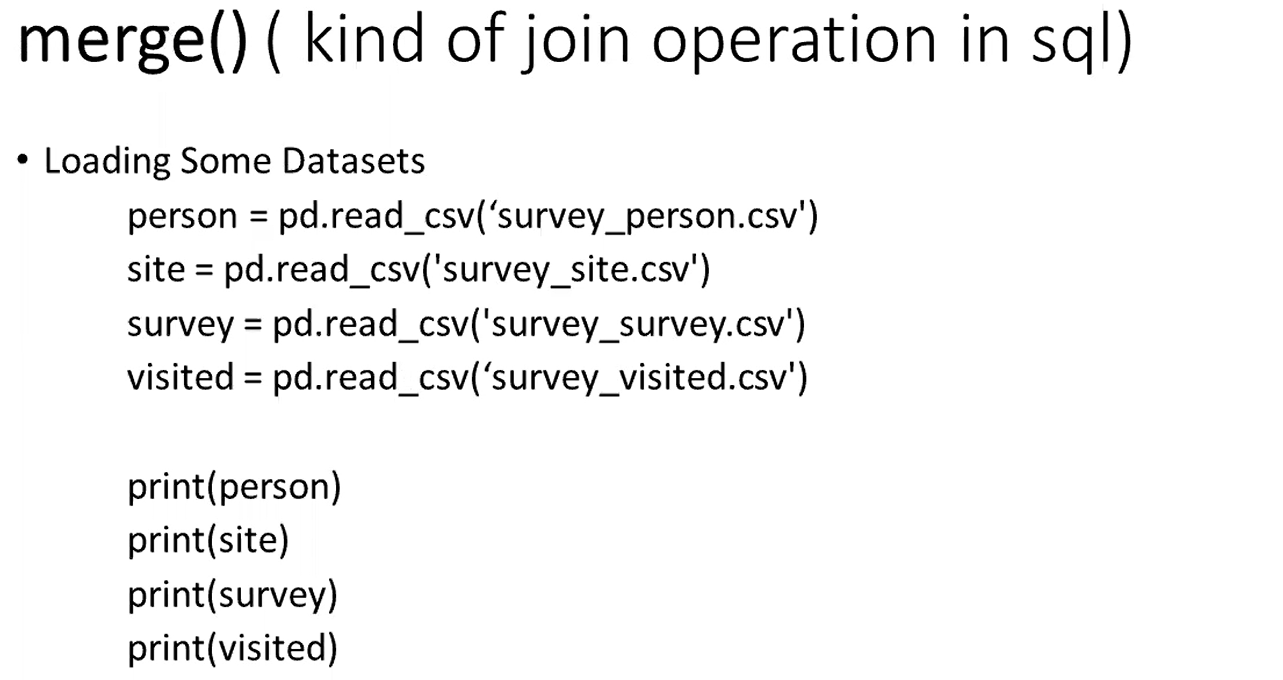 merge() ( kind of join operation in sql)
• Loading Some Datasets
person = pd.read_csv(‘survey_person.csv')
site = pd.read_csv('survey_site.csv')
survey = pd.read_csv('survey_survey.csv')
visited = pd.read_csv(‘survey_visited.csv')
print(person)
print(site)
print(survey)
print(visited)